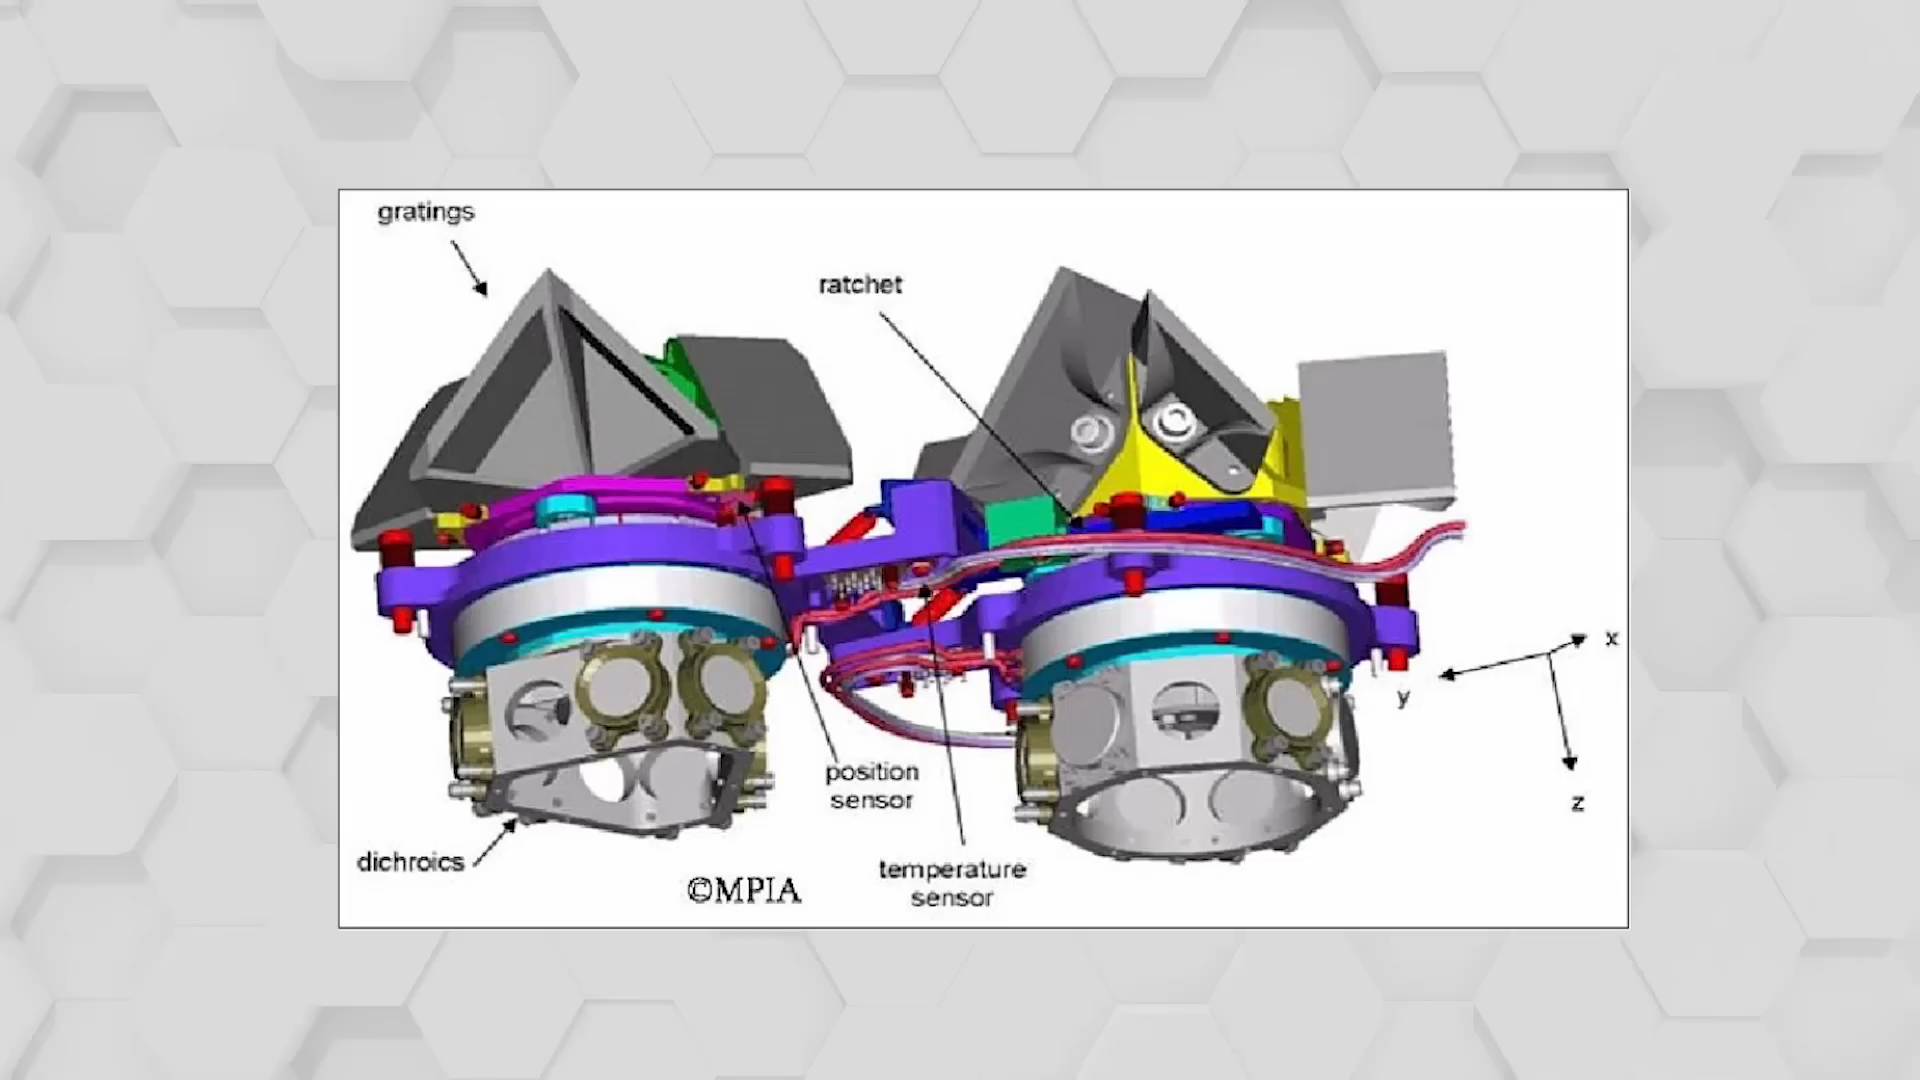 gratings
ratchet
x
y
position
sensor
z
dichroics
temperature
sensor
©MPIA